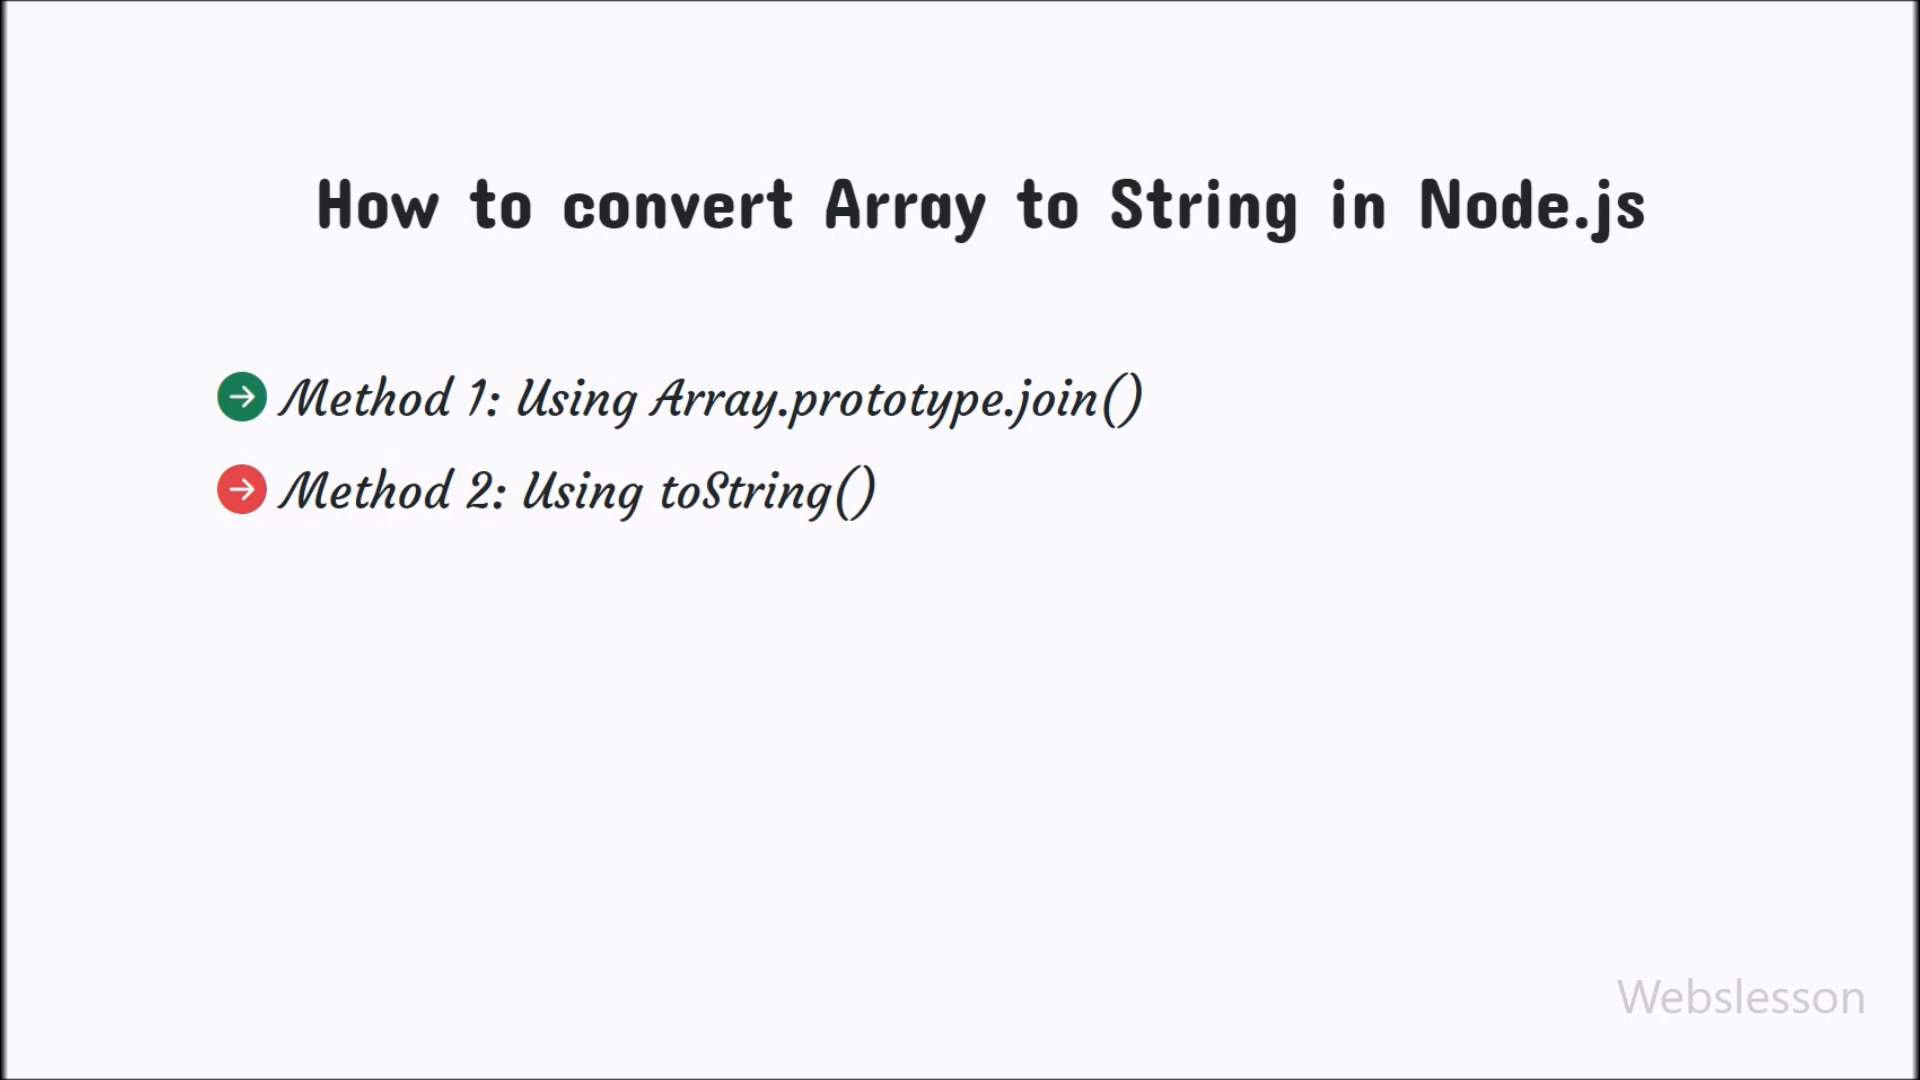 How to convert Array to String in Node.js
Method 1: Using Array.prototype.join()
Method 2: Using toString()
Webslesson